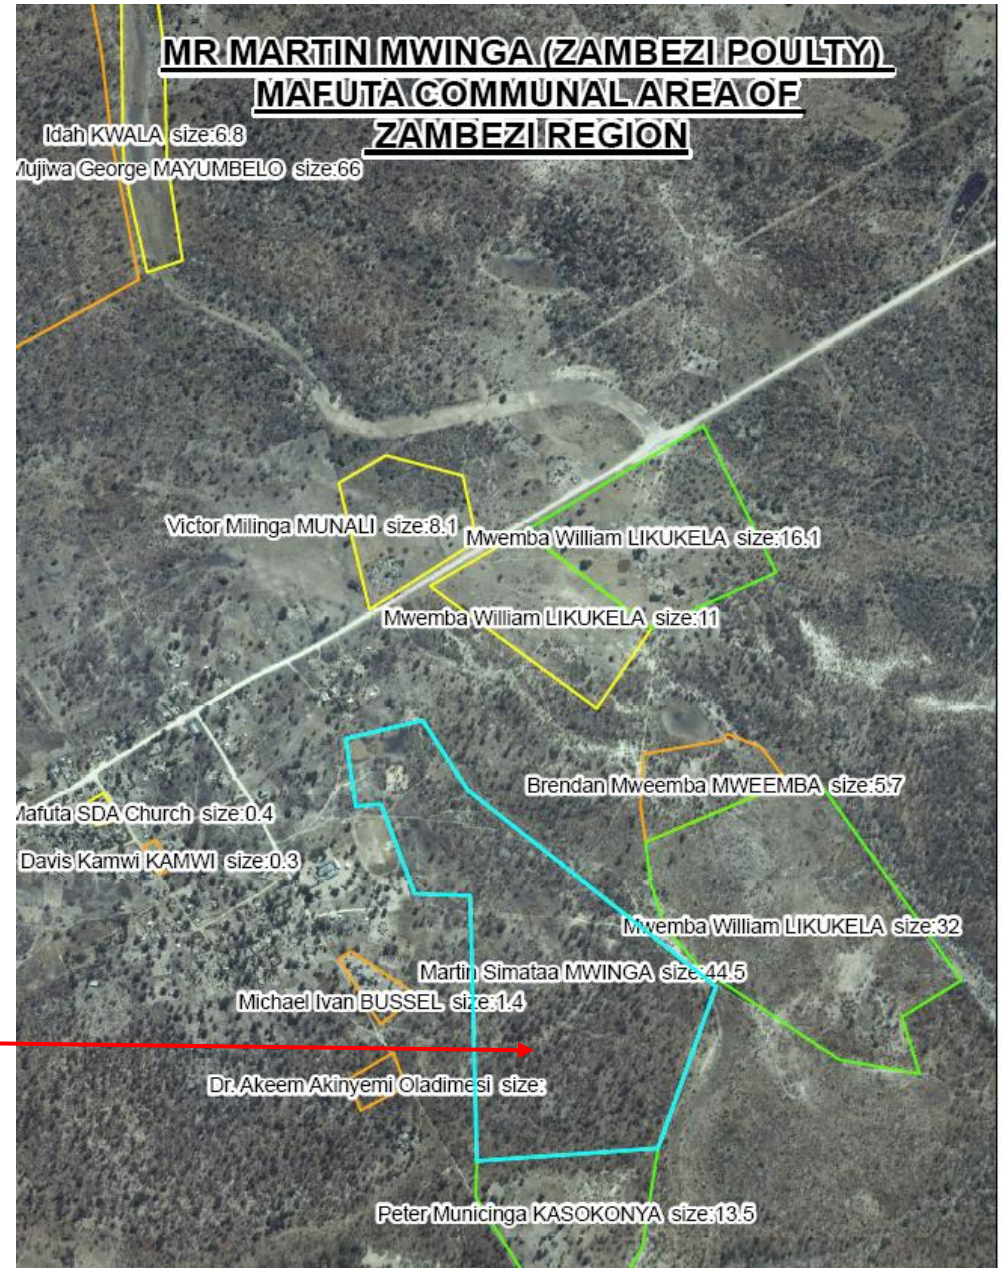 MR MARTIN MWINGA (ZAMBEZI POULTY)
MAFUTA COMMUNAL AREA OF
ZAMBEZI REGION
Idah KWALA size:6.8
Mujiwa George MAYUMBELO size:66
Victor Milinga MUNALI size:8.1
Mwemba William LIKUKELA size:16.1
Mwemba William LIKUKELA size:11
Brendan Mweemba MWEEMBA size:5.7
Mafuta SDA Church size:0.4
Davis Kamwi KAMWI size:0.3
Mwemba William LIKUKELA size:32
Martin Simataa MWINGA size:44.5
Michael Ivan BUSSEL size:1.4
Dr. Akeem Akinyemi Oladimesi size:
Peter Municinga KASOKONYA size:13.5